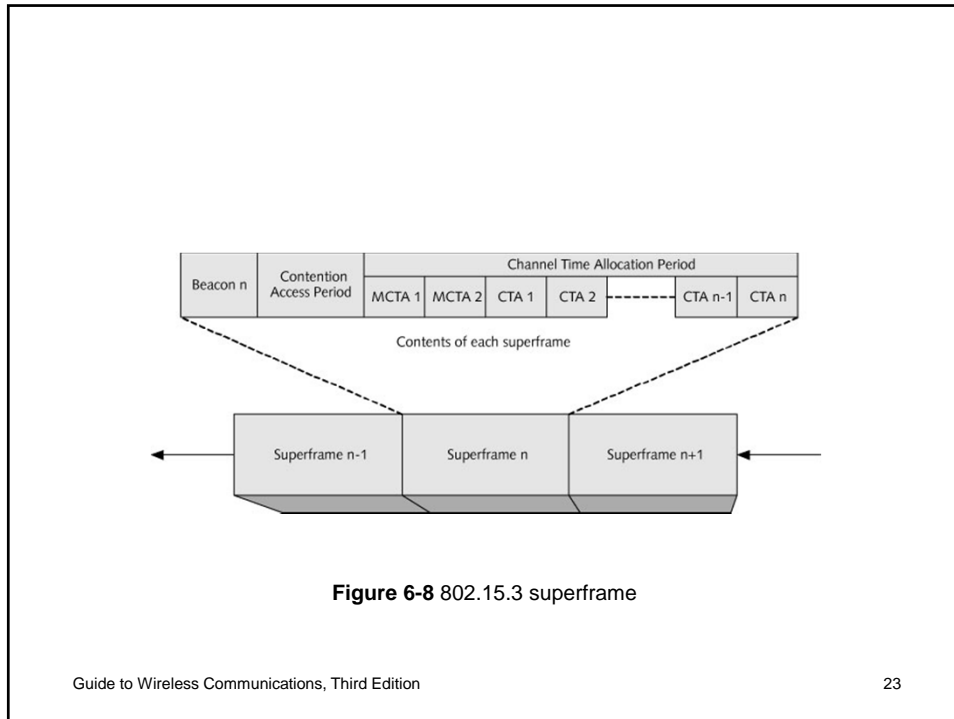 Beacon n
Contention
Access Period
Channel Time Allocation Period
MCTA 1 MCTA 2 CTA 1 CTA 2 CTA n-1 CTA n
Contents of each superframe
Superframe n-1 Superframe n Superframe n+1
Figure 6-8 802.15.3 superframe
Guide to Wireless Communications, Third Edition 23